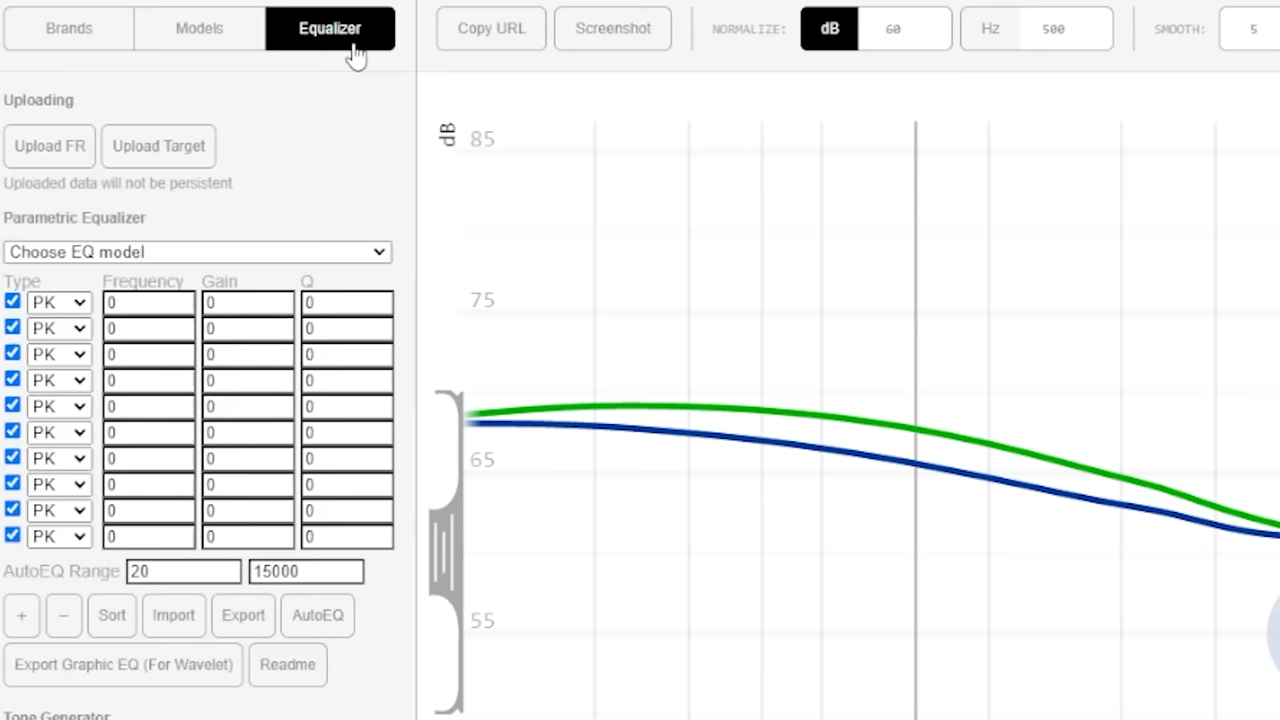 Brands Models Equalizer Copy URL Screenshot NORMALIZE: dB 60 Hz 500 SMOOTH: 5
Uploading
Upload FR Upload Target
Uploaded data will not be persistent
Parametric Equalizer
Choose EQ model
Type Frequency Gain Q
PK 0 0 0
PK 0 0 0
PK 0 0 0
PK 0 0 0
PK 0 0 0
PK 0 0 0
PK 0 0 0
PK 0 0 0
PK 0 0 0
PK 0 0 0
AutoEQ Range 20 15000
+ − Sort Import Export AutoEQ
Export Graphic EQ (For Wavelet) Readme
Tone Generator
dB
85
75
65
55